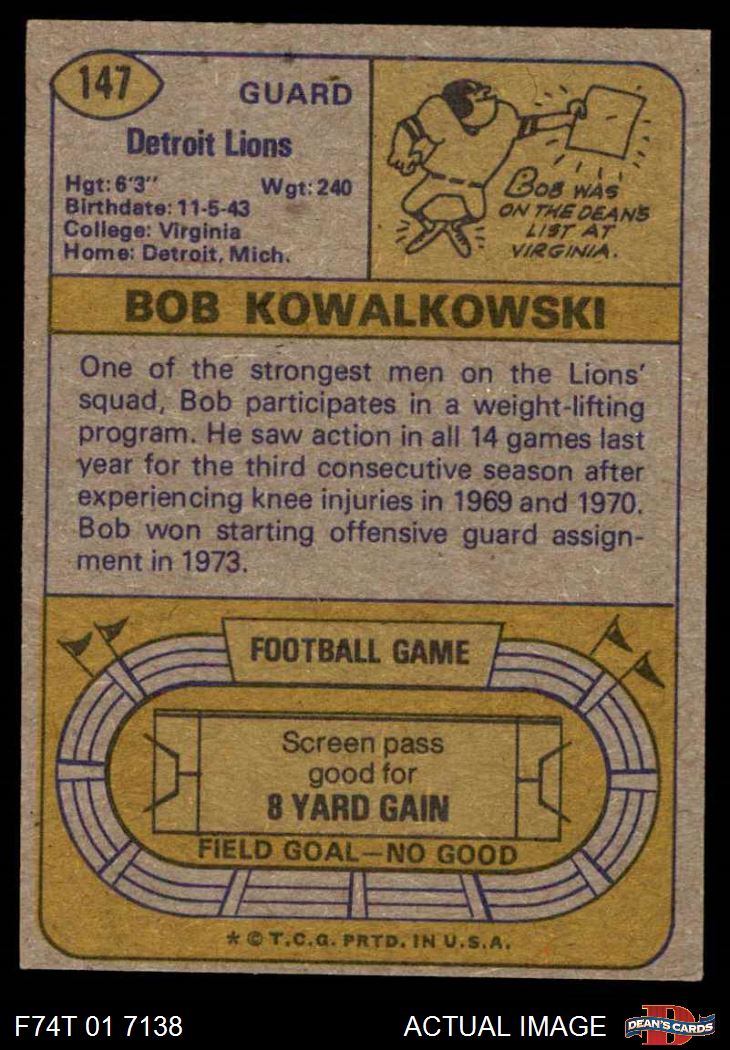 147
GUARD
Detroit Lions
Hgt: 6'3" Wgt: 240
Birthdate: 11-5-43
College: Virginia
Home: Detroit, Mich.
BOB WAS
ON THE DEAN'S
LIST AT
VIRGINIA.
BOB KOWALKOWSKI
One of the strongest men on the Lions'
squad, Bob participates in a weight-lifting
program. He saw action in all 14 games last
year for the third consecutive season after
experiencing knee injuries in 1969 and 1970.
Bob won starting offensive guard assign-
ment in 1973.
FOOTBALL GAME
Screen pass
good for
8 YARD GAIN
FIELD GOAL—NO GOOD
* © T.C.G. PRTD. IN U.S.A.
F74T 01 7138
ACTUAL IMAGE
D
DEAN'S CARDS